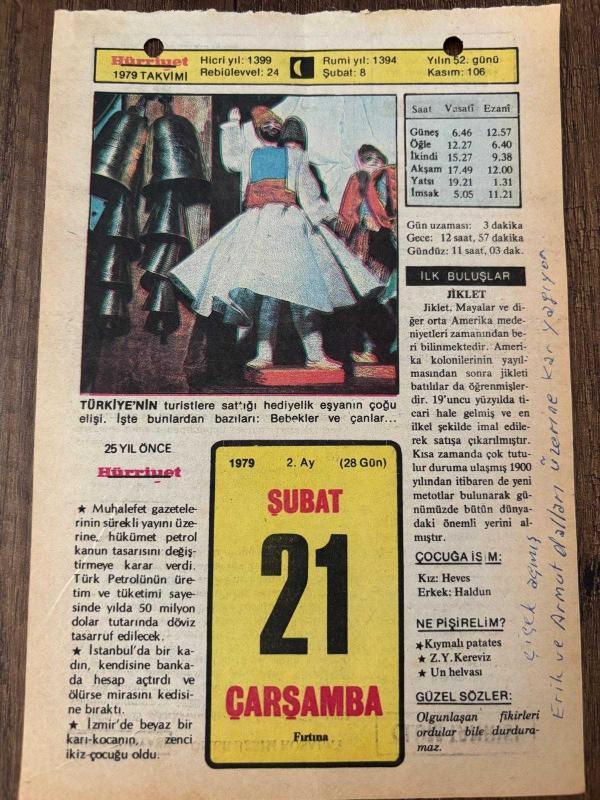 Hürriyet
1979 TAKVİMİ
Hicri yıl: 1399
Rebiülevvel: 24
Rumi yıl: 1394
Şubat: 8
Yılın 52. günü
Kasım: 106
Saat Vasatî Ezanî
Güneş 6.46 12.57
Öğle 12.27 6.40
İkindi 15.27 9.38
Akşam 17.49 12.00
Yatsı 19.21 1.31
İmsak 5.05 11.21
Gün uzaması: 3 dakika
Gece: 12 saat, 57 dakika
Gündüz: 11 saat, 03 dak.
TÜRKİYE'NİN turistlere sattığı hediyelik eşyanın çoğu
elişi. İşte bunlardan bazıları: Bebekler ve çanlar...
25 YIL ÖNCE
Hürriyet
★ Muhalefet gazetele-
rinin sürekli yayını üze-
rine, hükümet petrol
kanun tasarısını değiş-
tirmeye karar verdi.
Türk Petrolünün üre-
tim ve tüketimi saye-
sinde yılda 50 milyon
dolar tutarında döviz
tasarruf edilecek.
★ İstanbul'da bir ka-
dın, kendisine banka-
da hesap açtırdı ve
ölürse mirasını kedisi-
ne bıraktı.
★ İzmir'de beyaz bir
karı-kocanın, zenci
ikiz çocuğu oldu.
1979 2. Ay (28 Gün)
ŞUBAT
21
ÇARŞAMBA
Fırtına
İLK BULUŞLAR
JİKLET
Jiklet, Mayalar ve di-
ğer orta Amerika mede-
niyetleri zamanından be-
ri bilinmektedir. Ameri-
ka kolonilerinin yayıl-
masından sonra jikleti
batılılar da öğrenmişler-
dir. 19'uncu yüzyılda ti-
cari hale gelmiş ve en
ilkel şekilde imal edile-
rek satışa çıkarılmıştır.
Kısa zamanda çok tutu-
lur duruma ulaşmış 1900
yılından itibaren de yeni
metotlar bulunarak gü-
nümüzde bütün dünya-
daki önemli yerini al-
mıştır.
ÇOCUĞA İSİM:
Kız: Heves
Erkek: Haldun
NE PİŞİRELİM?
★ Kıymalı patates
★ Z.Y. Kereviz
★ Un helvası
GÜZEL SÖZLER:
Olgunlaşan fikirleri
ordular bile durdura-
maz.
çiçek açmış
Erik ve Armut dalları üzerine kar yağıyor